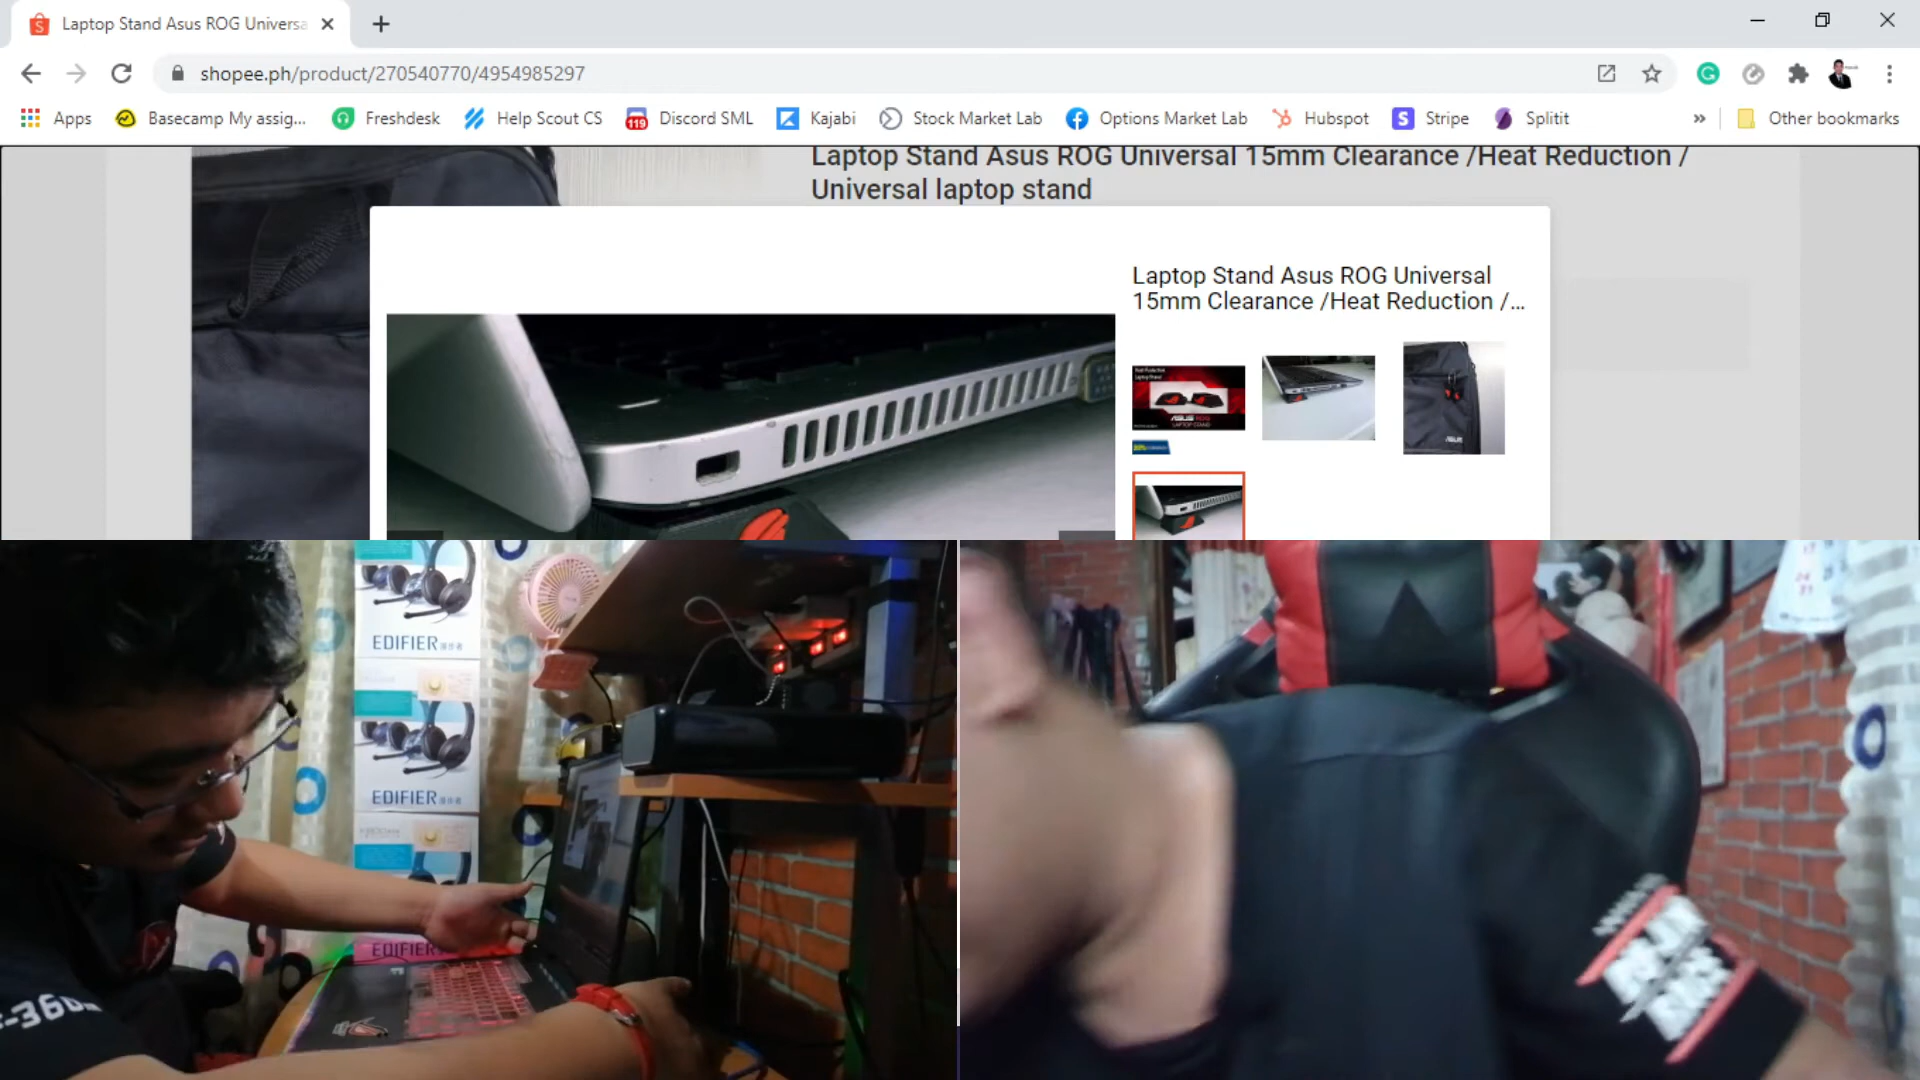 Laptop Stand Asus ROG Universa
shopee.ph/product/270540770/4954985297
Apps
Basecamp My assig...
Freshdesk
Help Scout CS
119
Discord SML
Kajabi
Stock Market Lab
Options Market Lab
Hubspot
S
Stripe
Splitit
»
Other bookmarks
Laptop Stand Asus ROG Universal 15mm Clearance /Heat Reduction /
Universal laptop stand
Laptop Stand Asus ROG Universal
15mm Clearance /Heat Reduction /...
EDIFIER
EDIFIER
EDIFIER